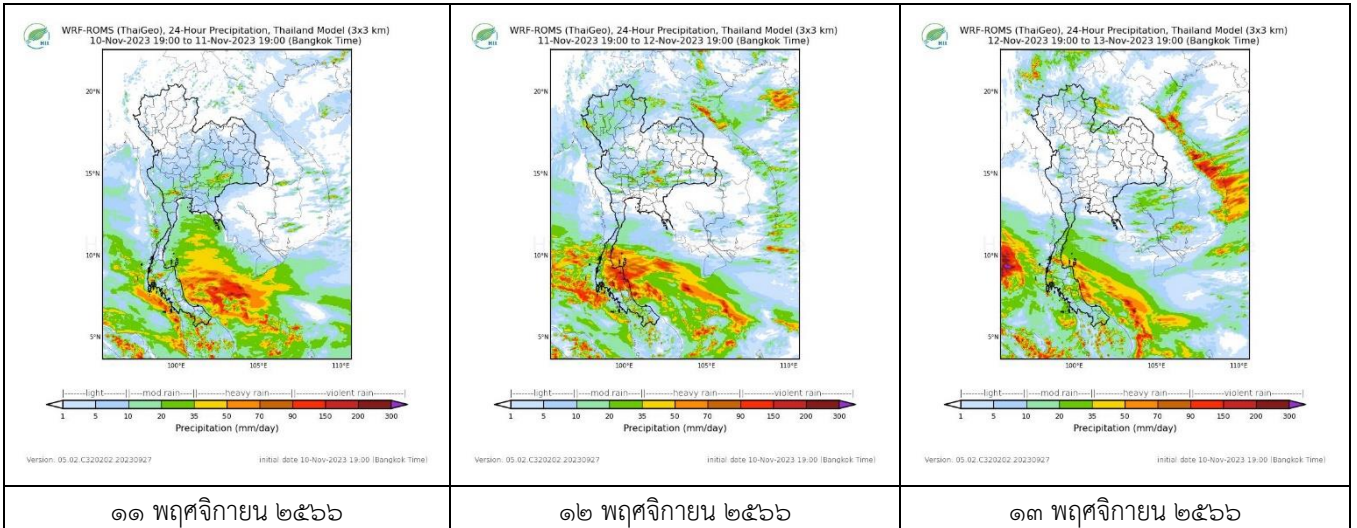 WRF-ROMS (ThaiGeo), 24-Hour Precipitation, Thailand Model (3x3 km)
10-Nov-2023 19:00 to 11-Nov-2023 19:00 (Bangkok Time)
20°N
15°N
10°N
5°N
100°E 105°E 110°E
light mod rain heavy rain violent rain
1 5 10 20 35 50 70 90 150 200 300
Precipitation (mm/day)
Version: 05.02.C320202.20230927 initial date 10-Nov-2023 19:00 (Bangkok Time)
๑๑ พฤศจิกายน ๒๕๖๖
WRF-ROMS (ThaiGeo), 24-Hour Precipitation, Thailand Model (3x3 km)
11-Nov-2023 19:00 to 12-Nov-2023 19:00 (Bangkok Time)
20°N
15°N
10°N
5°N
100°E 105°E 110°E
light mod rain heavy rain violent rain
1 5 10 20 35 50 70 90 150 200 300
Precipitation (mm/day)
Version: 05.02.C320202.20230927 initial date 10-Nov-2023 19:00 (Bangkok Time)
๑๒ พฤศจิกายน ๒๕๖๖
WRF-ROMS (ThaiGeo), 24-Hour Precipitation, Thailand Model (3x3 km)
12-Nov-2023 19:00 to 13-Nov-2023 19:00 (Bangkok Time)
20°N
15°N
10°N
5°N
100°E 105°E 110°E
light mod rain heavy rain violent rain
1 5 10 20 35 50 70 90 150 200 300
Precipitation (mm/day)
Version: 05.02.C320202.20230927 initial date 10-Nov-2023 19:00 (Bangkok Time)
๑๓ พฤศจิกายน ๒๕๖๖